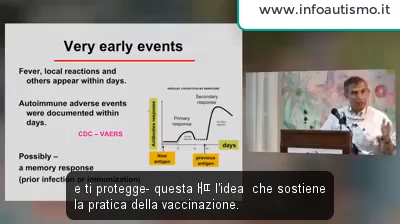 www.infoautismo.it
Very early events
Fever, local reactions and
others appear within days.
Autoimmune adverse events
were documented within
days.
CDC – VAERS
Possibly –
a memory response
(prior infection or immunization)
Secondary
response
Primary
response
Antibodies response
days
New
antigen
previous
antigen
e ti protegge- questa l'idea che sostiene
la pratica della vaccinazione.